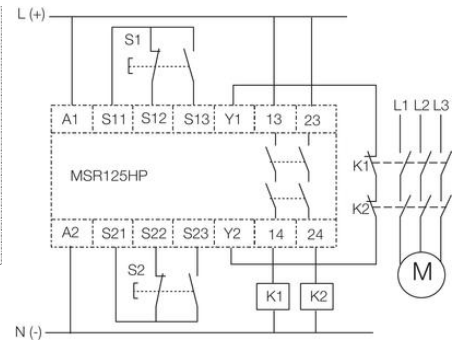 L (+)
S1
L1 L2 L3
A1 S11 S12 S13 Y1 13 23
K1
MSR125HP
K2
A2 S21 S22 S23 Y2 14 24
S2
M
K1 K2
N (-)